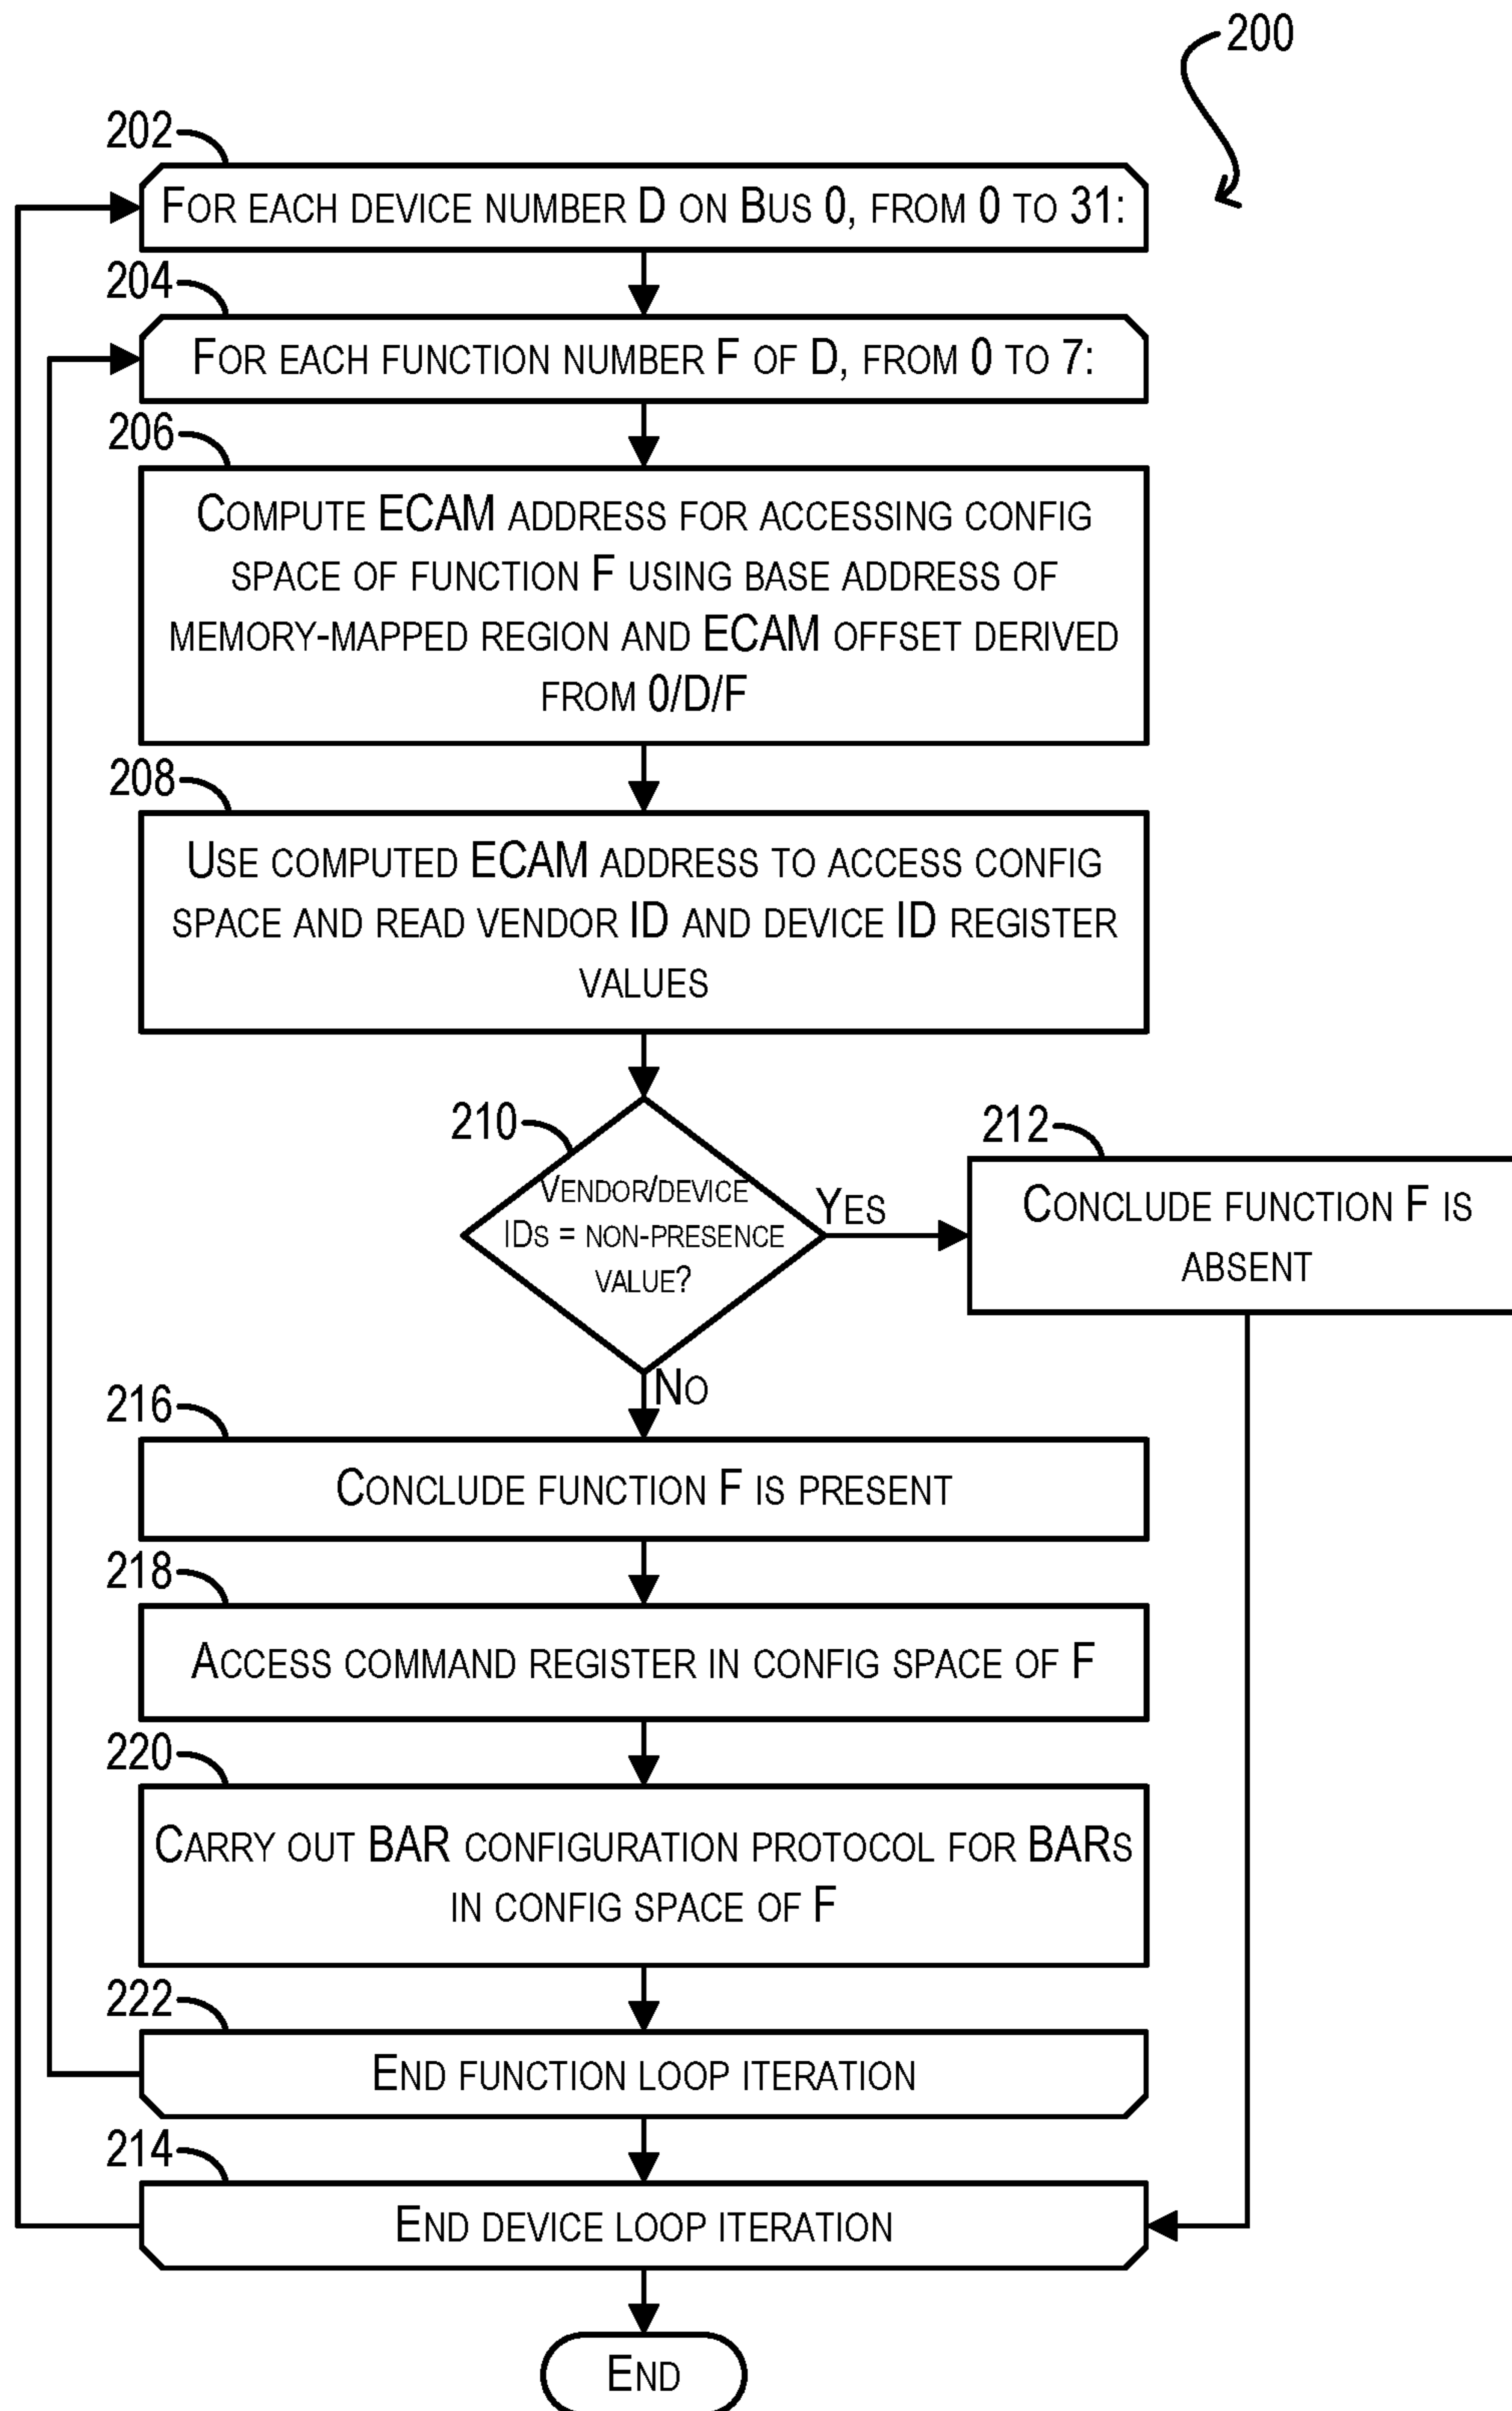 200
202
FOR EACH DEVICE NUMBER D ON BUS 0, FROM 0 TO 31:
204
FOR EACH FUNCTION NUMBER F OF D, FROM 0 TO 7:
206
COMPUTE ECAM ADDRESS FOR ACCESSING CONFIG
SPACE OF FUNCTION F USING BASE ADDRESS OF
MEMORY-MAPPED REGION AND ECAM OFFSET DERIVED
FROM 0/D/F
208
USE COMPUTED ECAM ADDRESS TO ACCESS CONFIG
SPACE AND READ VENDOR ID AND DEVICE ID REGISTER
VALUES
210
VENDOR/DEVICE
IDS = NON-PRESENCE
VALUE?
YES
212
CONCLUDE FUNCTION F IS
ABSENT
NO
216
CONCLUDE FUNCTION F IS PRESENT
218
ACCESS COMMAND REGISTER IN CONFIG SPACE OF F
220
CARRY OUT BAR CONFIGURATION PROTOCOL FOR BARS
IN CONFIG SPACE OF F
222
END FUNCTION LOOP ITERATION
214
END DEVICE LOOP ITERATION
END